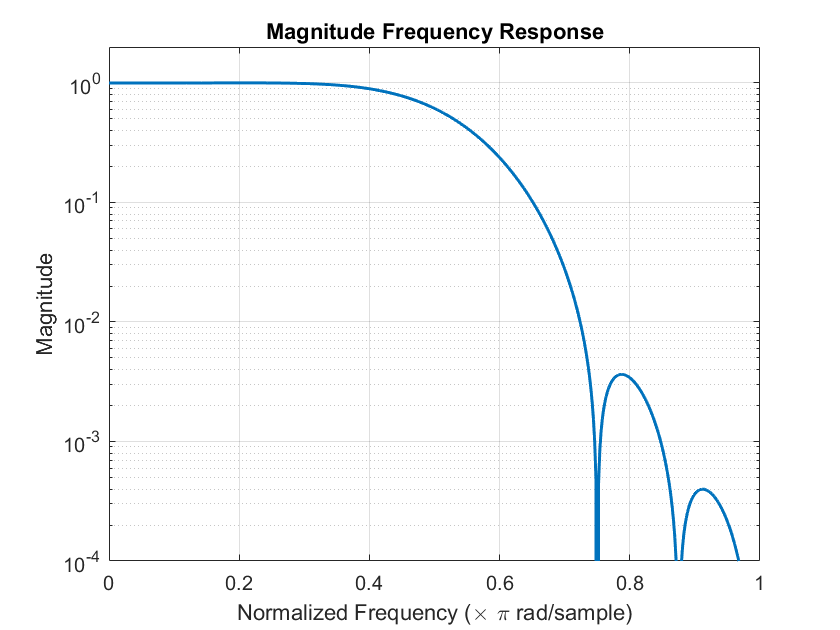 Magnitude Frequency Response
Magnitude
10^0
10^-1
10^-2
10^-3
10^-4
0 0.2 0.4 0.6 0.8 1
Normalized Frequency (× π rad/sample)